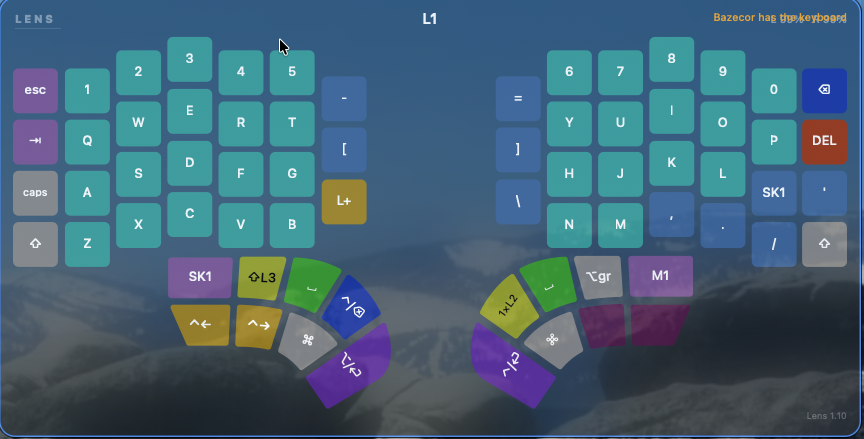 LENS
L1
Bazecor has the keyboard
esc 1 2 3 4 5 -
= 6 7 8 9 0 ⌫
⇥ Q W E R T [
] Y U I O P DEL
caps A S D F G L+
\ H J K L SK1 '
⇧ Z X C V B
N M , . / ⇧
SK1 ⇧L3 ⎵ ^/⌫
1xL2 ⎵ ⌥gr M1
^← ^→ ⌘ ⌥/↩
^/↩ ⌘
Lens 1.10